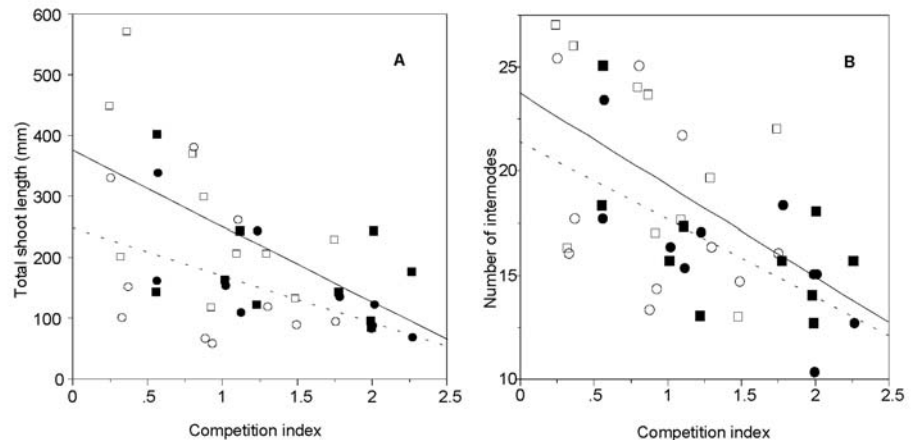 600
500
400
300
200
100
0
Total shoot length (mm)
A
0 .5 1 1.5 2 2.5
Competition index
25
20
15
10
Number of internodes
B
0 0.5 1 1.5 2 2.5
Competition index